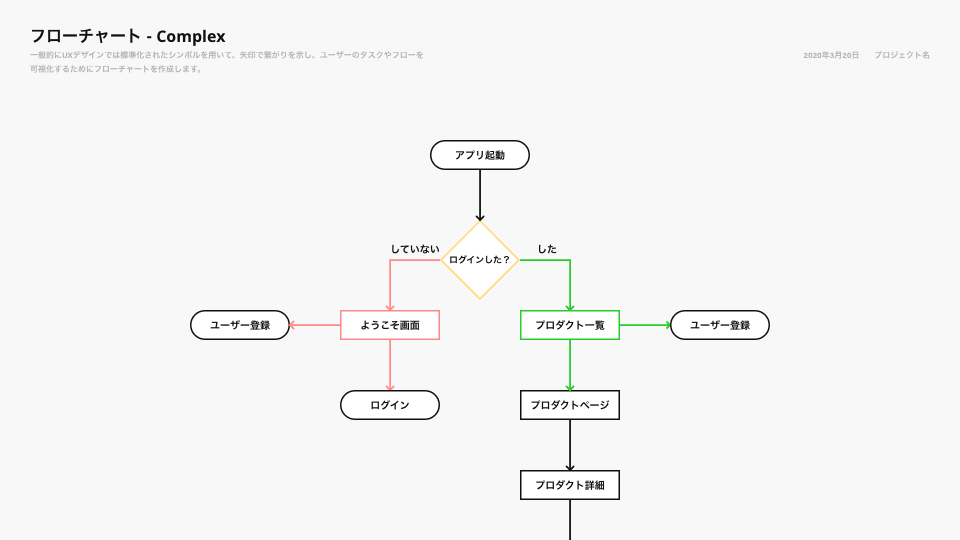 フローチャート - Complex
一般的にUXデザインでは標準化されたシンボルを用いて、矢印で繋がりを示し、ユーザーのタスクやフローを
可視化するためにフローチャートを作成します。
2020年3月20日 プロジェクト名
アプリ起動
していない
した
ログインした？
ユーザー登録
ようこそ画面
プロダクト一覧
ユーザー登録
ログイン
プロダクトページ
プロダクト詳細